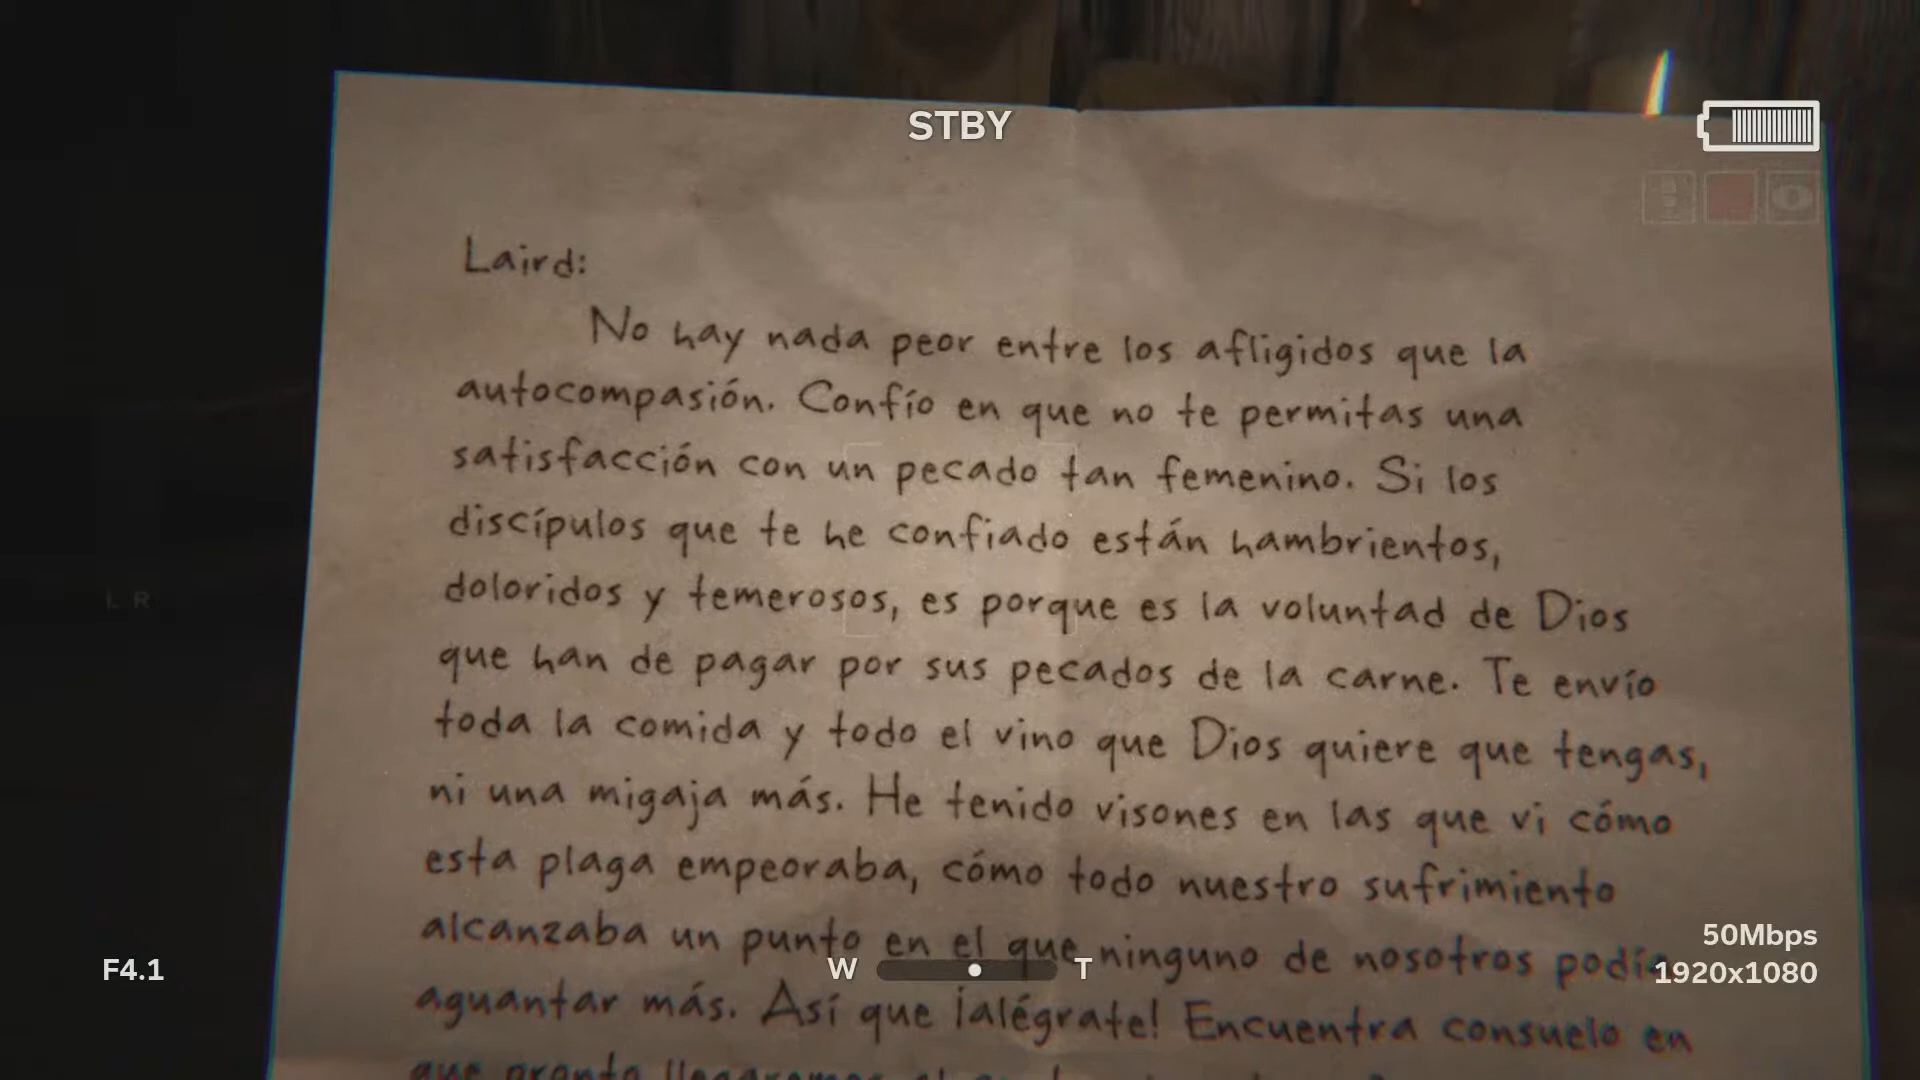 STBY
Laird:
No hay nada peor entre los afligidos que la
autocompasión. Confío en que no te permitas una
satisfacción con un pecado tan femenino. Si los
discípulos que te he confiado están hambrientos,
L R
doloridos y temerosos, es porque es la voluntad de Dios
que han de pagar por sus pecados de la carne. Te envío
toda la comida y todo el vino que Dios quiere que tengas,
ni una migaja más. He tenido visones en las que vi cómo
esta plaga empeoraba, cómo todo nuestro sufrimiento
alcanzaba un punto en el que ninguno de nosotros podía
aguantar más. Así que ¡alégrate! Encuentra consuelo en
que pronto llegaremos
F4.1
W T
50Mbps
1920x1080